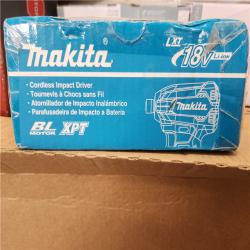 makita
LXT 18V Li-ion
• Cordless Impact Driver
• Tournevis à Chocs sans Fil
• Atornillador de Impacto Inalámbrico
• Parafusadeira de Impacto a Bateria
BL MOTOR XPT
makita